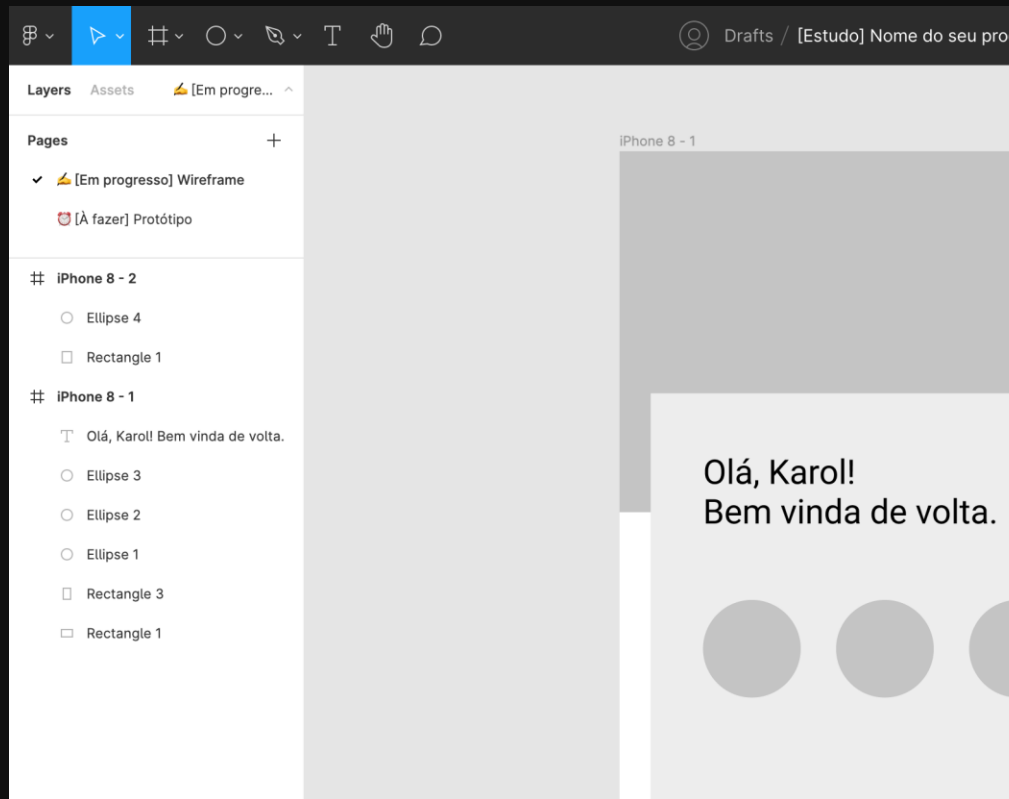 Drafts / [Estudo] Nome do seu pro
Layers Assets ✍️ [Em progre...
Pages
✍️ [Em progresso] Wireframe
⏰ [À fazer] Protótipo
iPhone 8 - 2
Ellipse 4
Rectangle 1
iPhone 8 - 1
Olá, Karol! Bem vinda de volta.
Ellipse 3
Ellipse 2
Ellipse 1
Rectangle 3
Rectangle 1
iPhone 8 - 1
Olá, Karol!
Bem vinda de volta.